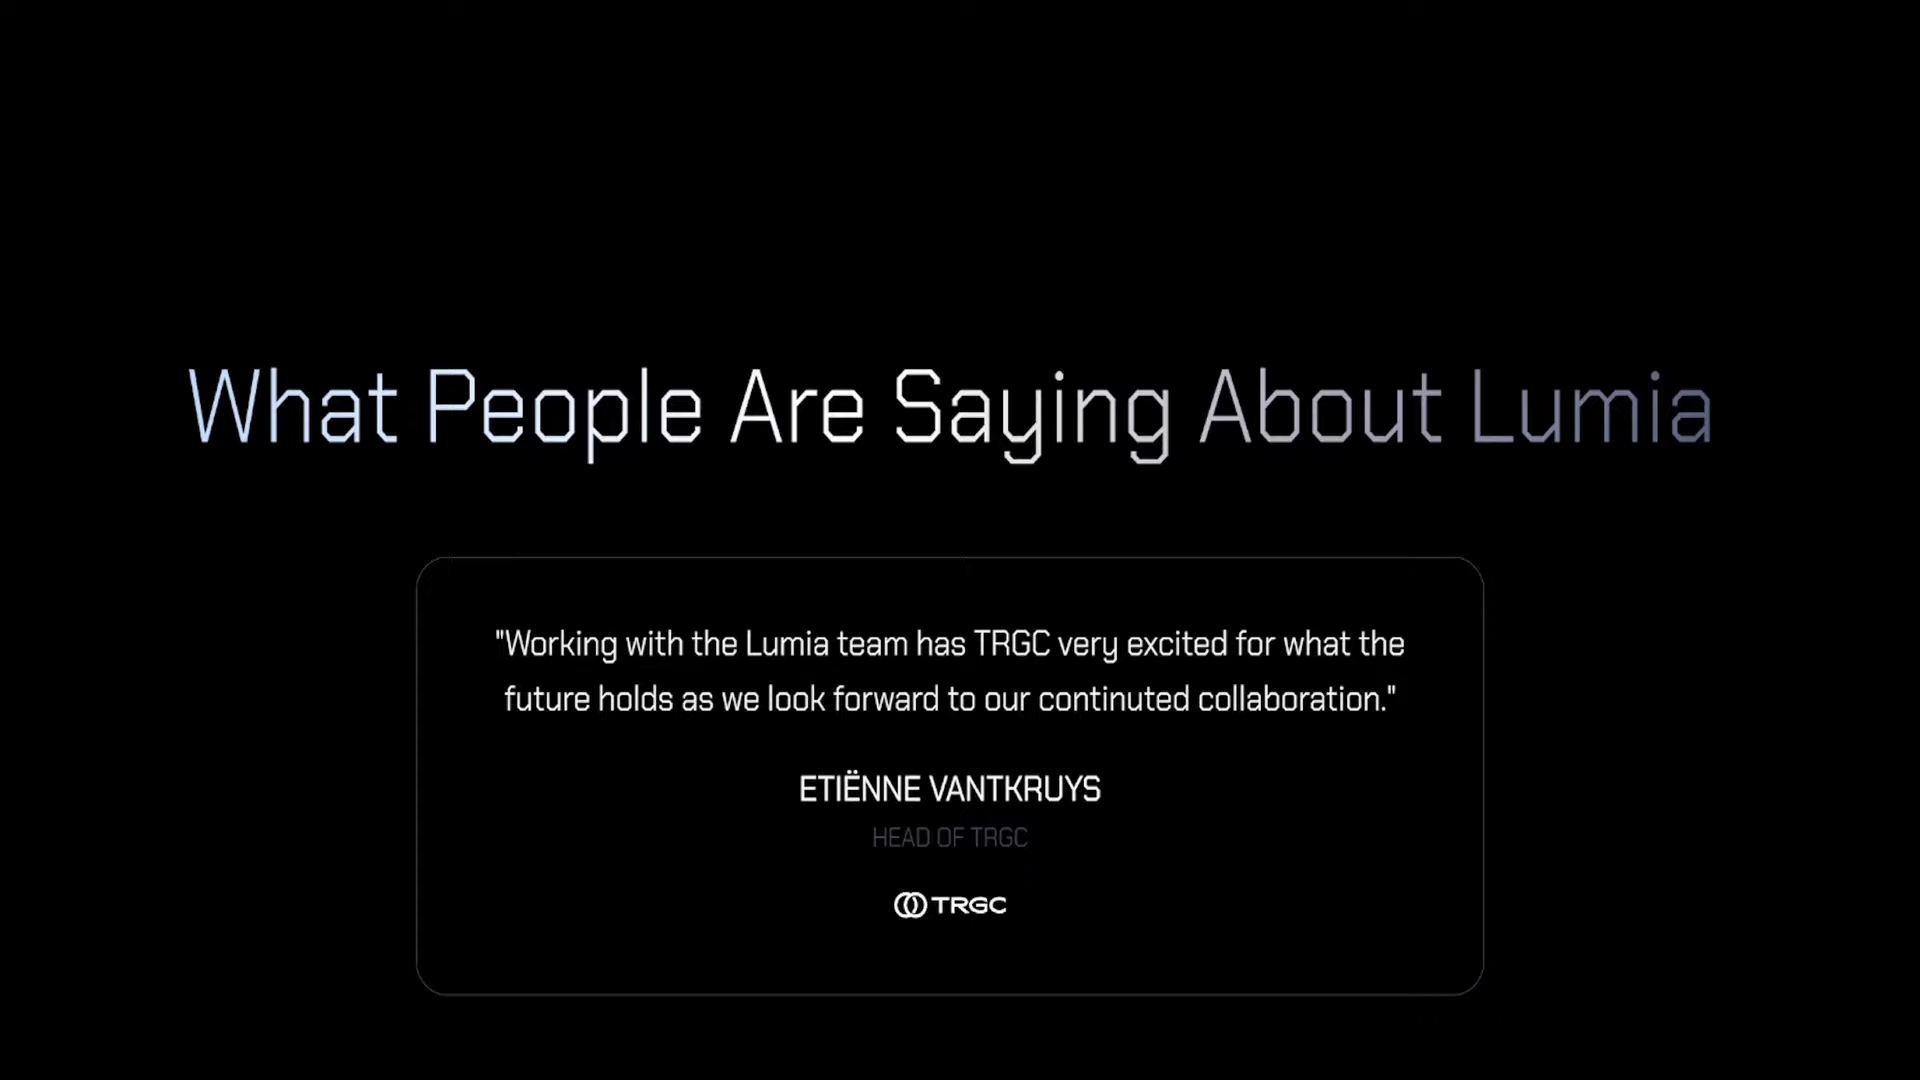 What People Are Saying About Lumia
"Working with the Lumia team has TRGC very excited for what the
future holds as we look forward to our continuted collaboration."
ETIËNNE VANTKRUYS
HEAD OF TRGC
TRGC